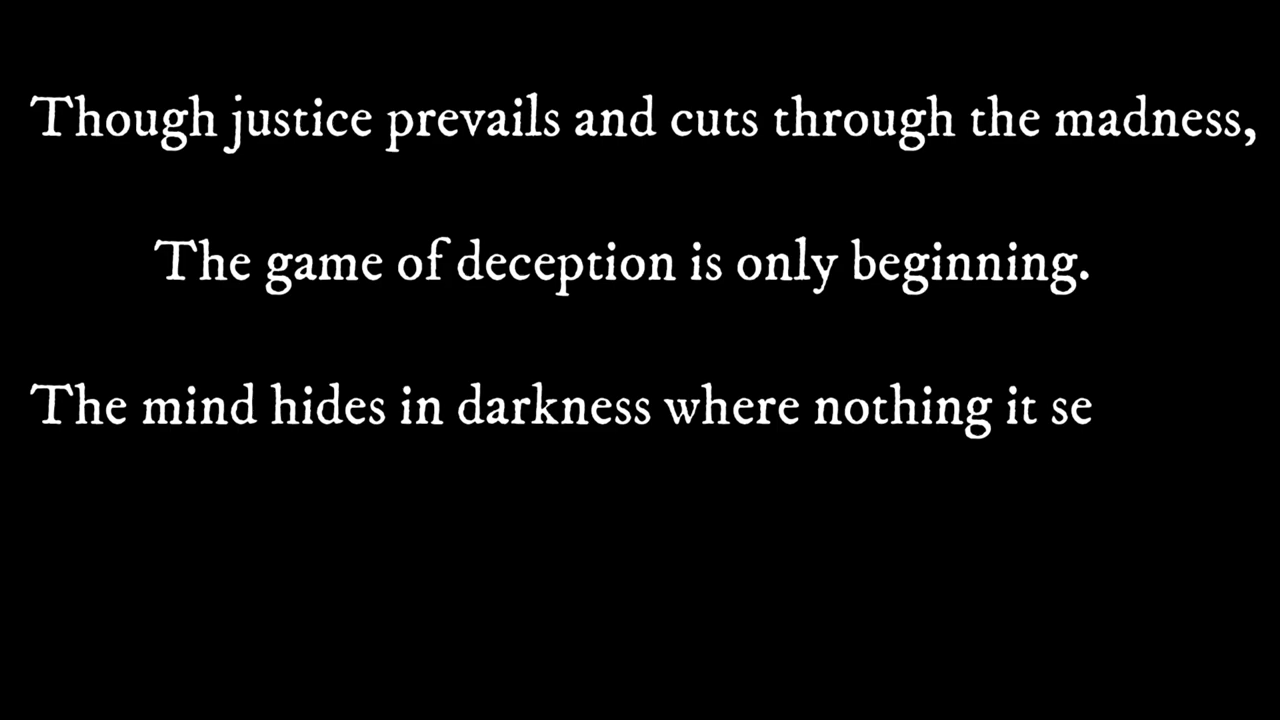 Though justice prevails and cuts through the madness,
The game of deception is only beginning.
The mind hides in darkness where nothing it se